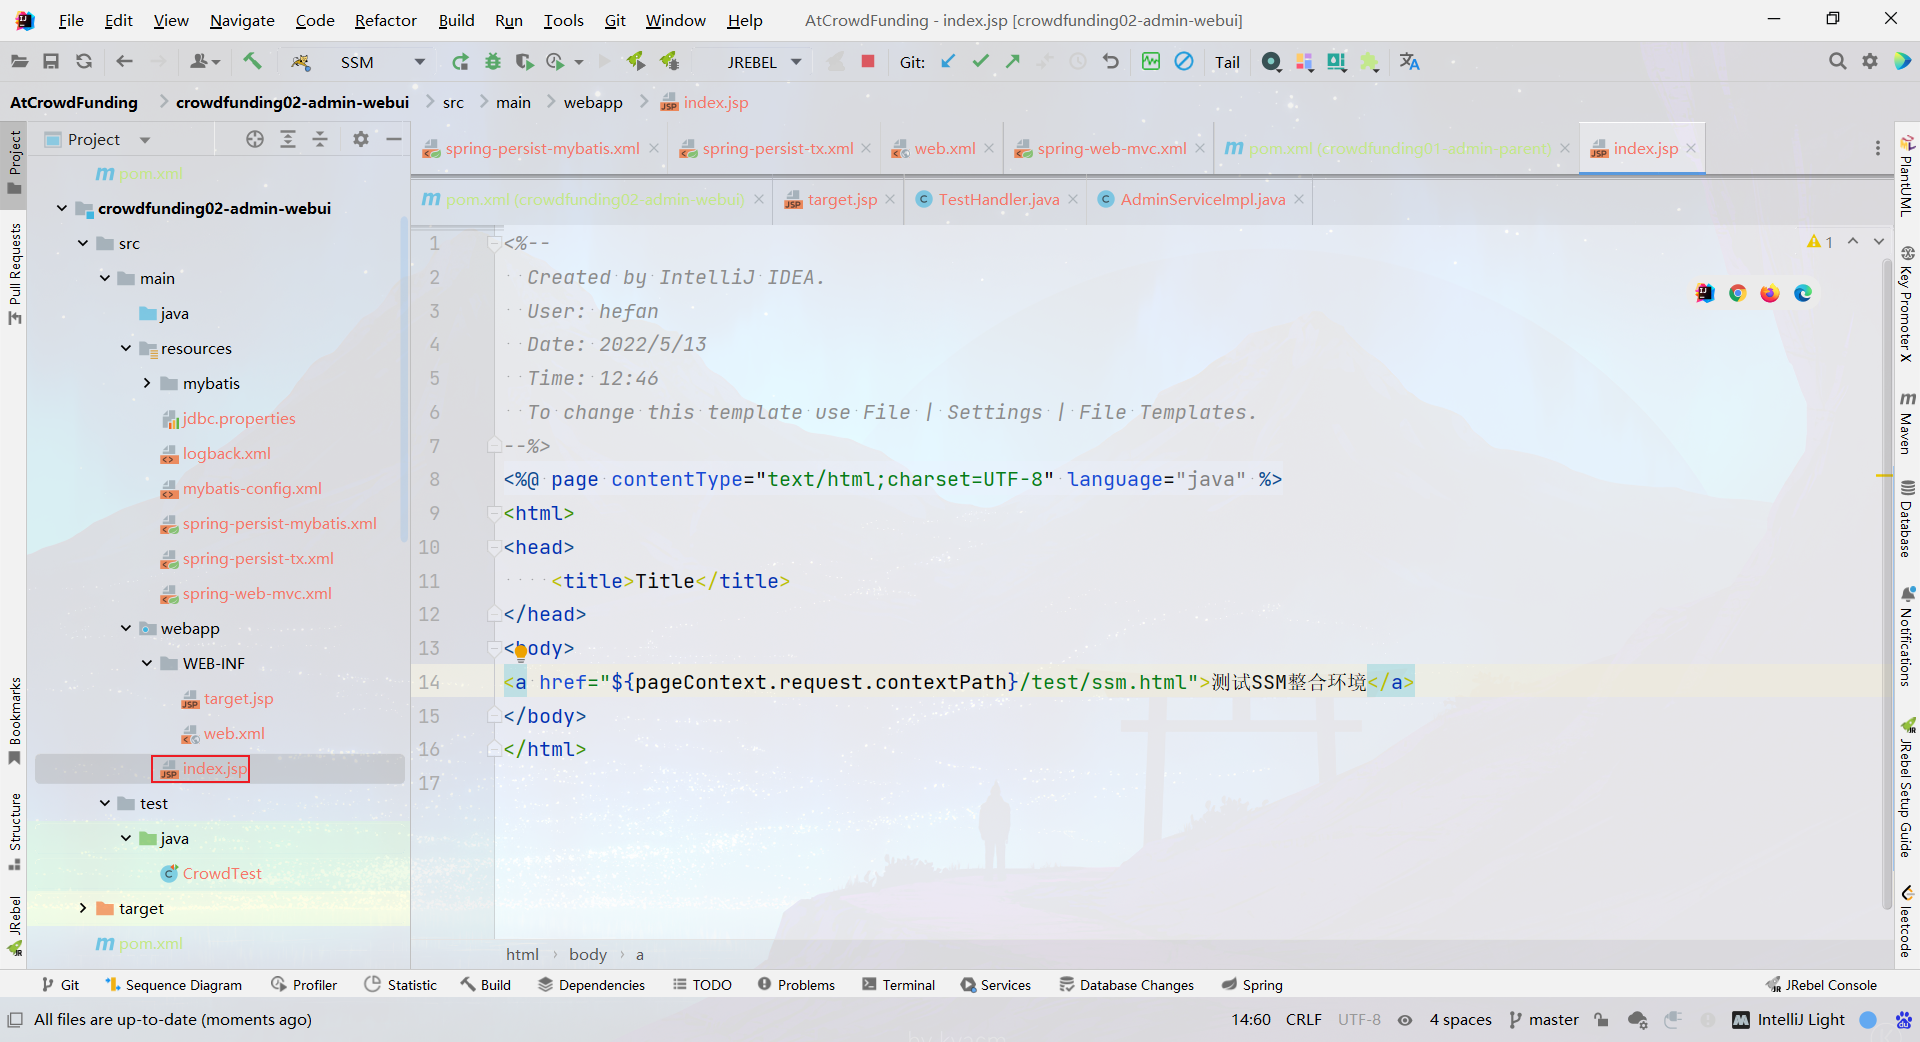 File Edit View Navigate Code Refactor Build Run Tools Git Window Help AtCrowdFunding - index.jsp [crowdfunding02-admin-webui]
SSM JREBEL Git: Tail
AtCrowdFunding crowdfunding02-admin-webui src main webapp index.jsp
Project
spring-persist-mybatis.xml spring-persist-tx.xml web.xml spring-web-mvc.xml pom.xml (crowdfunding01-admin-parent) index.jsp
pom.xml (crowdfunding02-admin-webui) target.jsp TestHandler.java AdminServiceImpl.java
pom.xml
crowdfunding02-admin-webui
src
main
java
resources
mybatis
jdbc.properties
logback.xml
mybatis-config.xml
spring-persist-mybatis.xml
spring-persist-tx.xml
spring-web-mvc.xml
webapp
WEB-INF
target.jsp
web.xml
index.jsp
test
java
CrowdTest
target
pom.xml
1 <%--
2 Created by IntelliJ IDEA.
3 User: hefan
4 Date: 2022/5/13
5 Time: 12:46
6 To change this template use File | Settings | File Templates.
7 --%>
8 <%@ page contentType="text/html;charset=UTF-8" language="java" %>
9 <html>
10 <head>
11 <title>Title</title>
12 </head>
13 <body>
14 <a href="${pageContext.request.contextPath}/test/ssm.html">测试SSM整合环境</a>
15 </body>
16 </html>
17
1
html › body › a
Project
Pull Requests
Bookmarks
Structure
JRebel
PlantUML
Key Promoter X
Maven
Database
Notifications
JRebel Setup Guide
leetcode
Git Sequence Diagram Profiler Statistic Build Dependencies TODO Problems Terminal Services Database Changes Spring JRebel Console
All files are up-to-date (moments ago) 14:60 CRLF UTF-8 4 spaces master IntelliJ Light